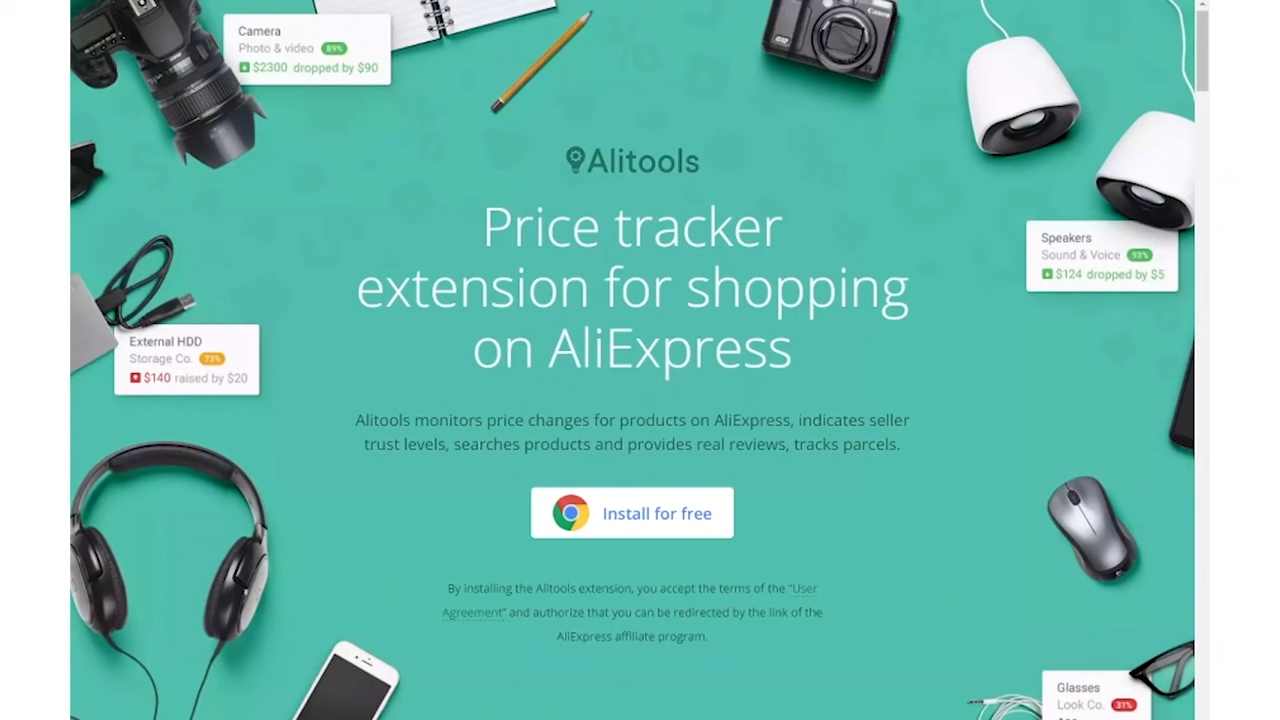 Camera
Photo & video 89%
$2300 dropped by $90
Canon
Alitools
Price tracker
extension for shopping
on AliExpress
Speakers
Sound & Voice 93%
$124 dropped by $5
External HDD
Storage Co. 73%
$140 raised by $20
Alitools monitors price changes for products on AliExpress, indicates seller
trust levels, searches products and provides real reviews, tracks parcels.
Install for free
By installing the Alitools extension, you accept the terms of the "User
Agreement" and authorize that you can be redirected by the link of the
AliExpress affiliate program.
Glasses
Look Co. 31%